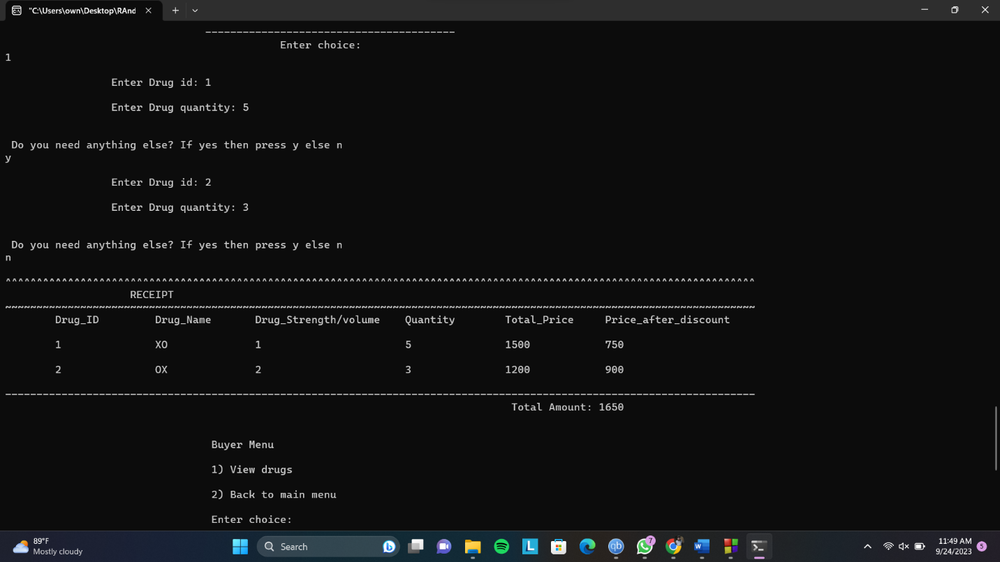 "C:\Users\own\Desktop\RAnd
----------------------------------------
Enter choice:
1
Enter Drug id: 1
Enter Drug quantity: 5
Do you need anything else? If yes then press y else n
y
Enter Drug id: 2
Enter Drug quantity: 3
Do you need anything else? If yes then press y else n
n
^^^^^^^^^^^^^^^^^^^^^^^^^^^^^^^^^^^^^^^^^^^^^^^^^^^^^^^^^^^^^^^^^^^^^^^^^^^^^^^^^^^^^^^^^^^^^^^^^^^^^^^^^^^^^^^^^^^^^^^^
RECEIPT
~~~~~~~~~~~~~~~~~~~~~~~~~~~~~~~~~~~~~~~~~~~~~~~~~~~~~~~~~~~~~~~~~~~~~~~~~~~~~~~~~~~~~~~~~~~~~~~~~~~~~~~~~~~~~~~~~~~~~~~~
Drug_ID Drug_Name Drug_Strength/volume Quantity Total_Price Price_after_discount
1 XO 1 5 1500 750
2 OX 2 3 1200 900
------------------------------------------------------------------------------------------------------------------------
Total Amount: 1650
Buyer Menu
1) View drugs
2) Back to main menu
Enter choice:
89°F
Mostly cloudy
Search
L
qb
7
W
11:49 AM
9/24/2023
5